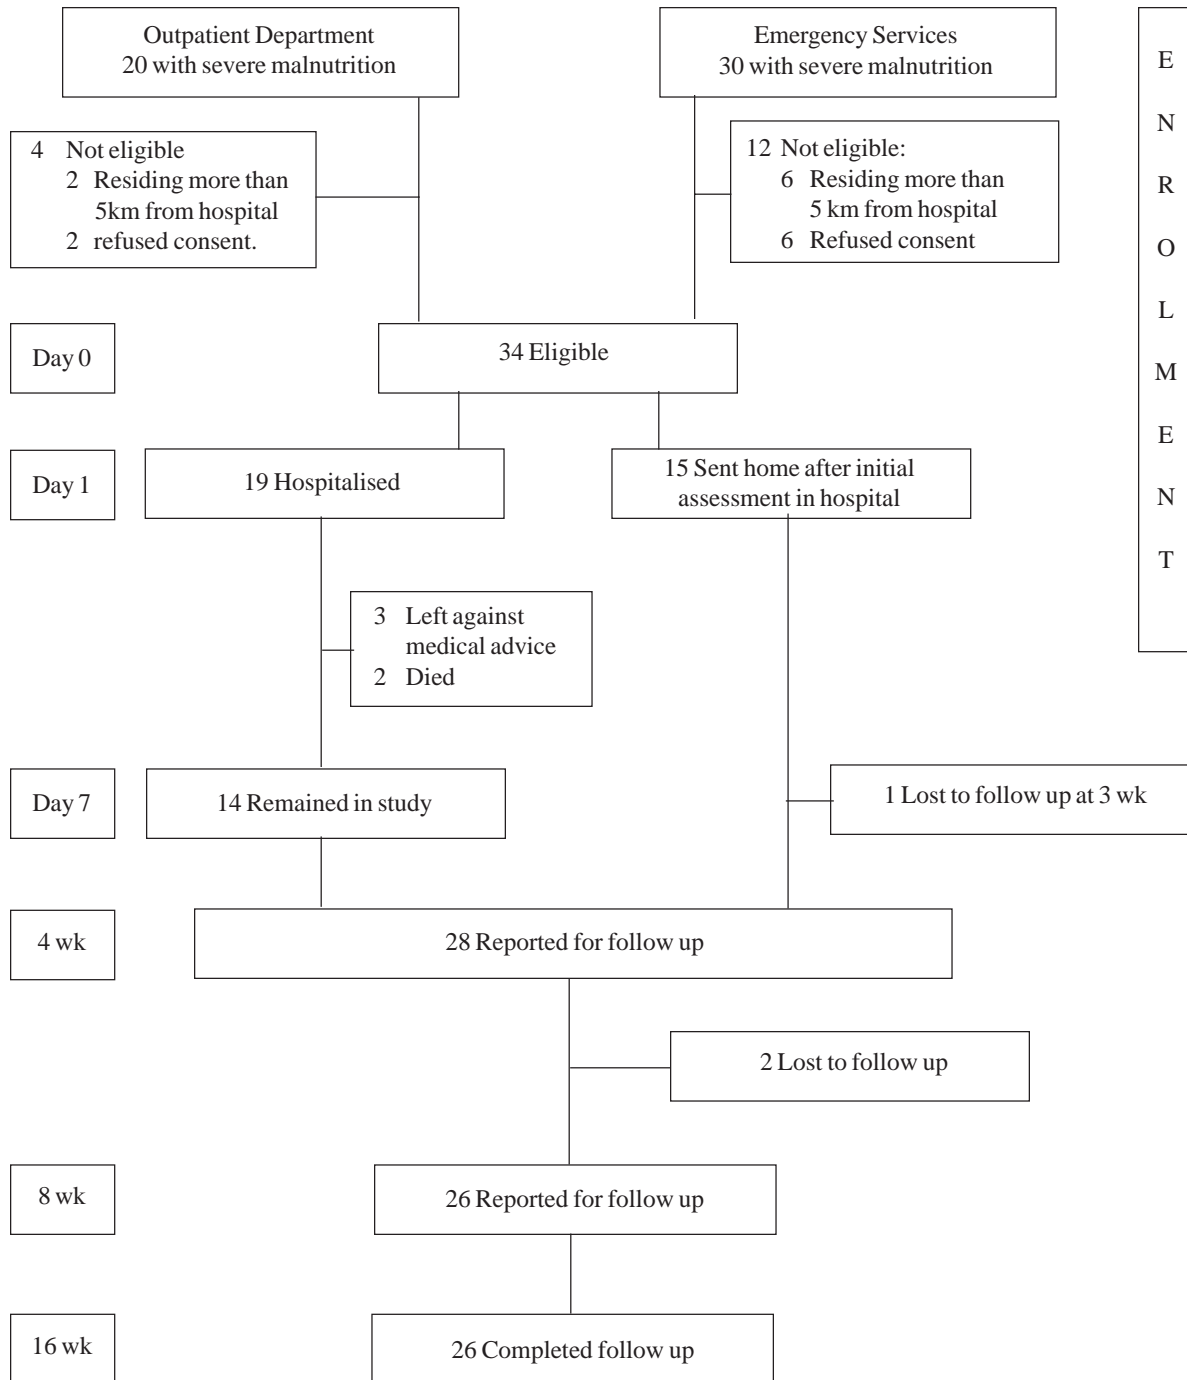 Outpatient Department
20 with severe malnutrition
Emergency Services
30 with severe malnutrition
4 Not eligible
2 Residing more than
5km from hospital
2 refused consent.
12 Not eligible:
6 Residing more than
5 km from hospital
6 Refused consent
Day 0
34 Eligible
Day 1
19 Hospitalised
15 Sent home after initial
assessment in hospital
3 Left against
medical advice
2 Died
Day 7
14 Remained in study
1 Lost to follow up at 3 wk
4 wk
28 Reported for follow up
2 Lost to follow up
8 wk
26 Reported for follow up
16 wk
26 Completed follow up
E
N
R
O
L
M
E
N
T